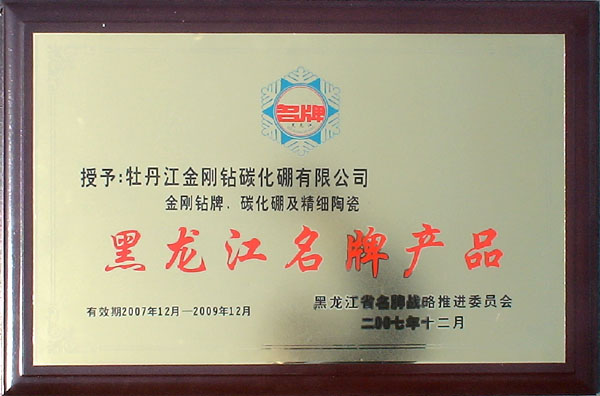 名牌
授予:牡丹江金刚钻碳化硼有限公司
金刚钻牌、碳化硼及精细陶瓷
黑龙江名牌产品
有效期2007年12月—2009年12月
黑龙江省名牌战略推进委员会
二〇〇七年十二月